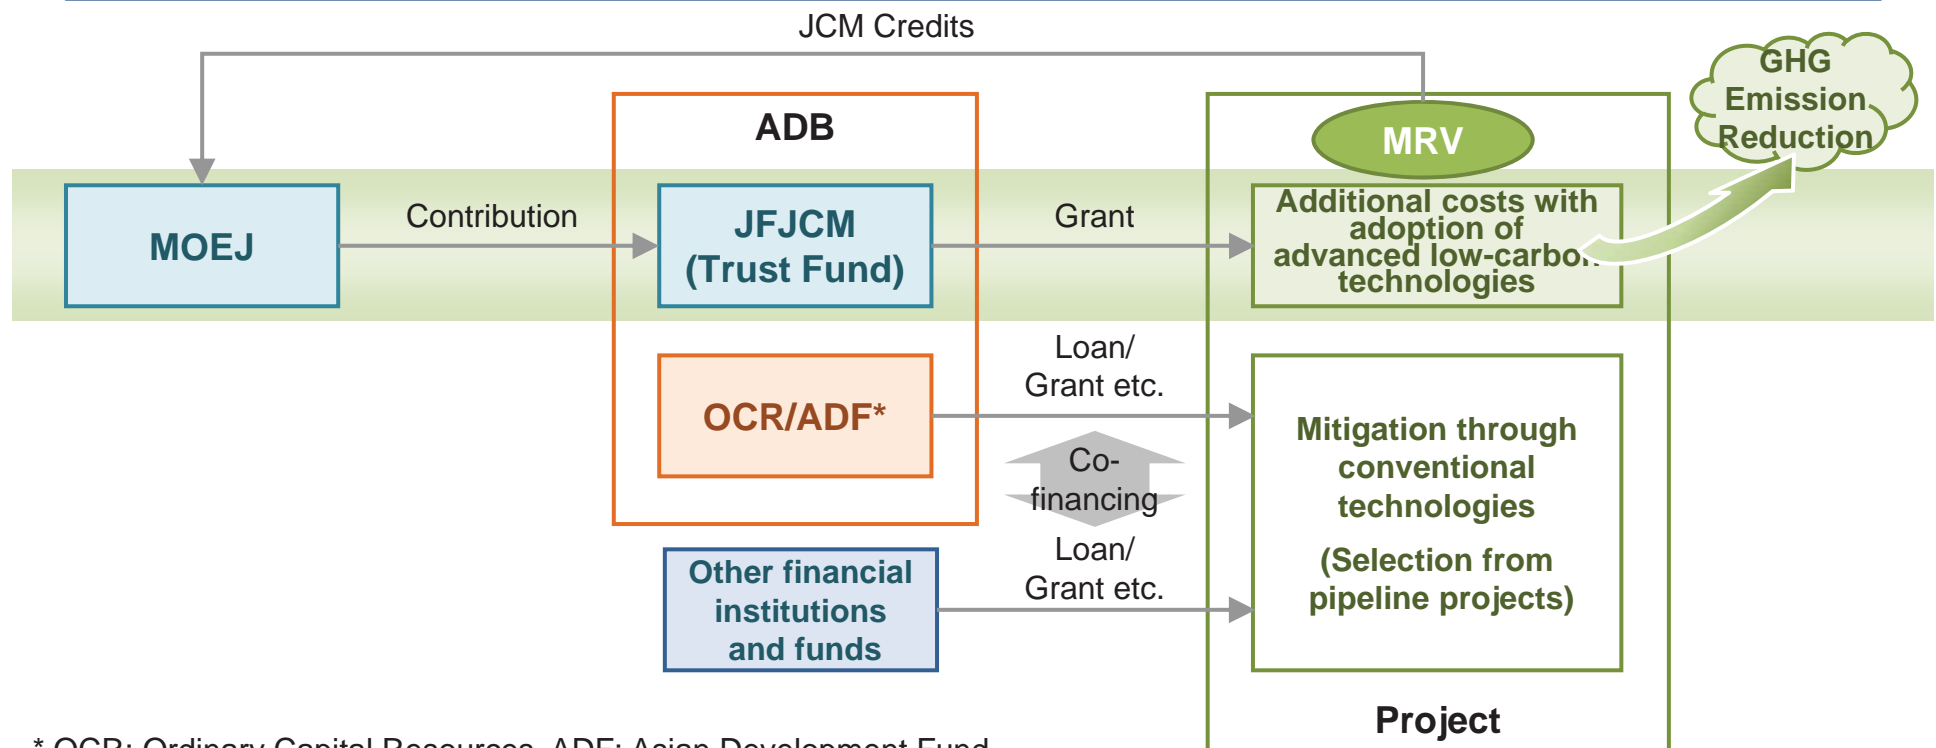 JCM Credits
GHG
Emission
Reduction
ADB
MRV
MOEJ
Contribution
JFJCM
(Trust Fund)
Grant
Additional costs with
adoption of
advanced low-carbon
technologies
OCR/ADF*
Loan/
Grant etc.
Co-
financing
Mitigation through
conventional
technologies
(Selection from
pipeline projects)
Other financial
institutions
and funds
Loan/
Grant etc.
Project
* OCR: Ordinary Capital Resources, ADF: Asian Development Fund